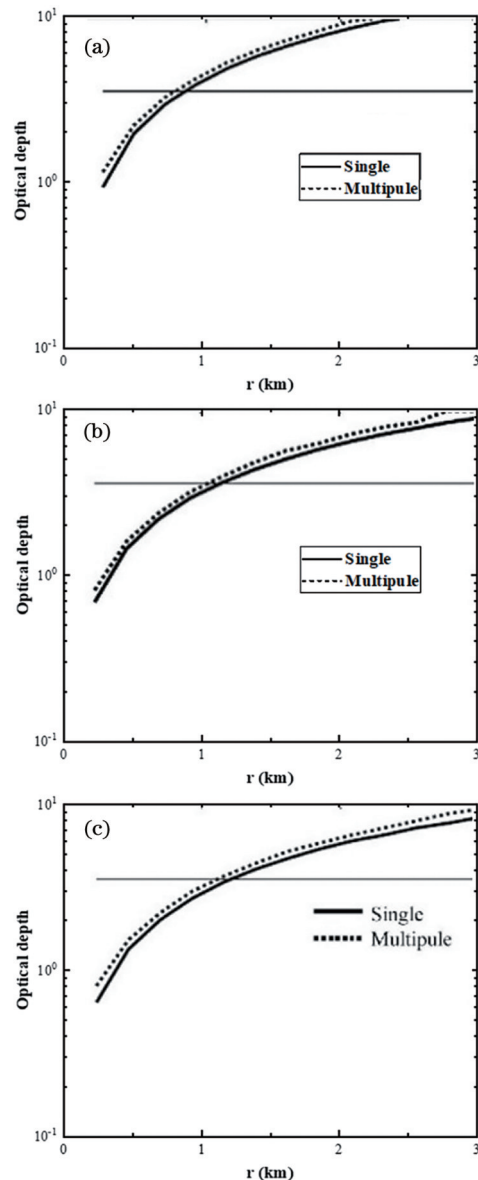 (a)
10¹
10⁰
10⁻¹
Optical depth
Single
Multipule
0 1 2 3
r (km)
(b)
10¹
10⁰
10⁻¹
Optical depth
Single
Multipule
0 1 2 3
r (km)
(c)
10¹
10⁰
10⁻¹
Optical depth
Single
Multipule
0 1 2 3
r (km)